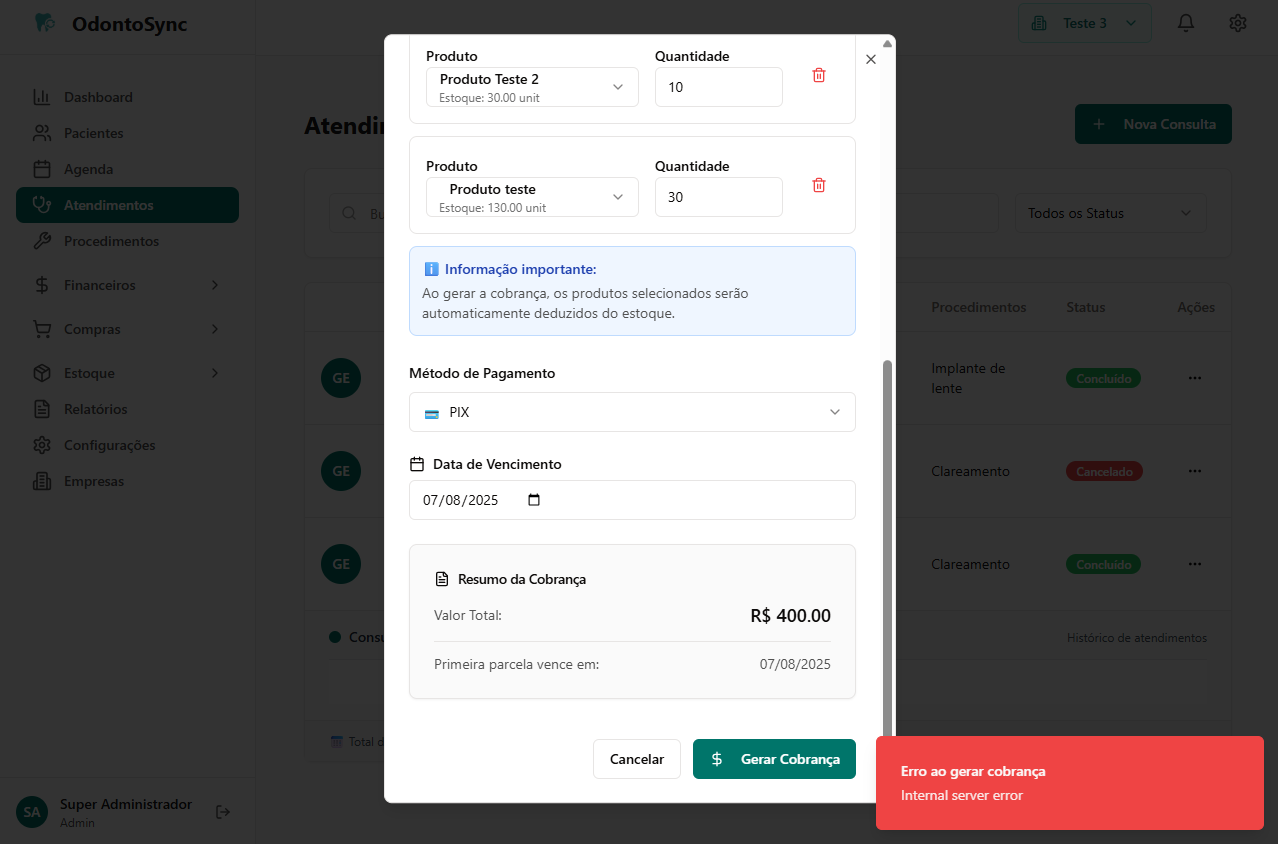 OdontoSync
Teste 3
Dashboard
Pacientes
Agenda
Atendimentos
Procedimentos
Financeiros
Compras
Estoque
Relatórios
Configurações
Empresas
SA
Super Administrador
Admin
Nova Consulta
Todos os Status
Procedimentos
Status
Ações
GE
Implante de
lente
Concluído
GE
Clareamento
Cancelado
GE
Clareamento
Concluído
Histórico de atendimentos
Produto
Quantidade
Produto Teste 2
Estoque: 30.00 unit
10
Produto
Quantidade
Produto teste
Estoque: 130.00 unit
30
Informação importante:
Ao gerar a cobrança, os produtos selecionados serão
automaticamente deduzidos do estoque.
Método de Pagamento
PIX
Data de Vencimento
07/08/2025
Resumo da Cobrança
Valor Total:
R$ 400.00
Primeira parcela vence em:
07/08/2025
Cancelar
Gerar Cobrança
Erro ao gerar cobrança
Internal server error